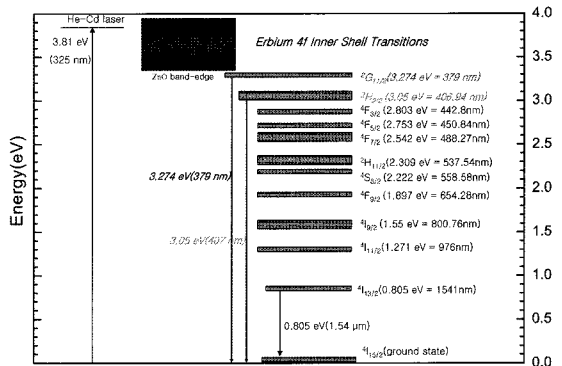 He-Cd laser
3.81 eV
(325 nm)
ZnO band-edge
Erbium 4f Inner Shell Transitions
4.0
3.5
3.0
2.5
2.0
1.5
1.0
0.5
0.0
Energy(eV)
²G₁₁/₂(3.274 eV = 379 nm)
²H₉/₂ (3.05 eV = 406.94 nm)
⁴F₃/₂ (2.803 eV = 442.8nm)
⁴F₅/₂ (2.753 eV = 450.84nm)
⁴F₇/₂ (2.542 eV = 488.27nm)
²H₁₁/₂ (2.309 eV = 537.54nm)
⁴S₃/₂ (2.222 eV = 558.58nm)
⁴F₉/₂ (1.897 eV = 654.28nm)
⁴I₉/₂ (1.55 eV = 800.76nm)
⁴I₁₁/₂ (1.271 eV = 976nm)
⁴I₁₃/₂(0.805 eV = 1541nm)
⁴I₁₅/₂(ground state)
3.274 eV(379 nm)
3.05 eV(407 nm)
0.805 eV(1.54 μm)